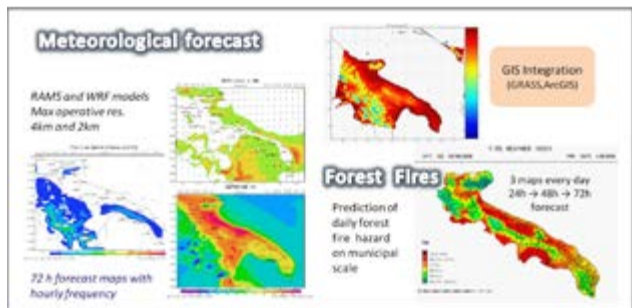 Meteorological forecast
RAMS and WRF models
Max operative res.
4km and 2km
72 h forecast maps with
hourly frequency
GIS Integration
(GRASS,ArcGIS)
Forest Fires
Prediction of
daily forest
fire hazard
on municipal
scale
3 maps every day
24h → 48h → 72h
forecast